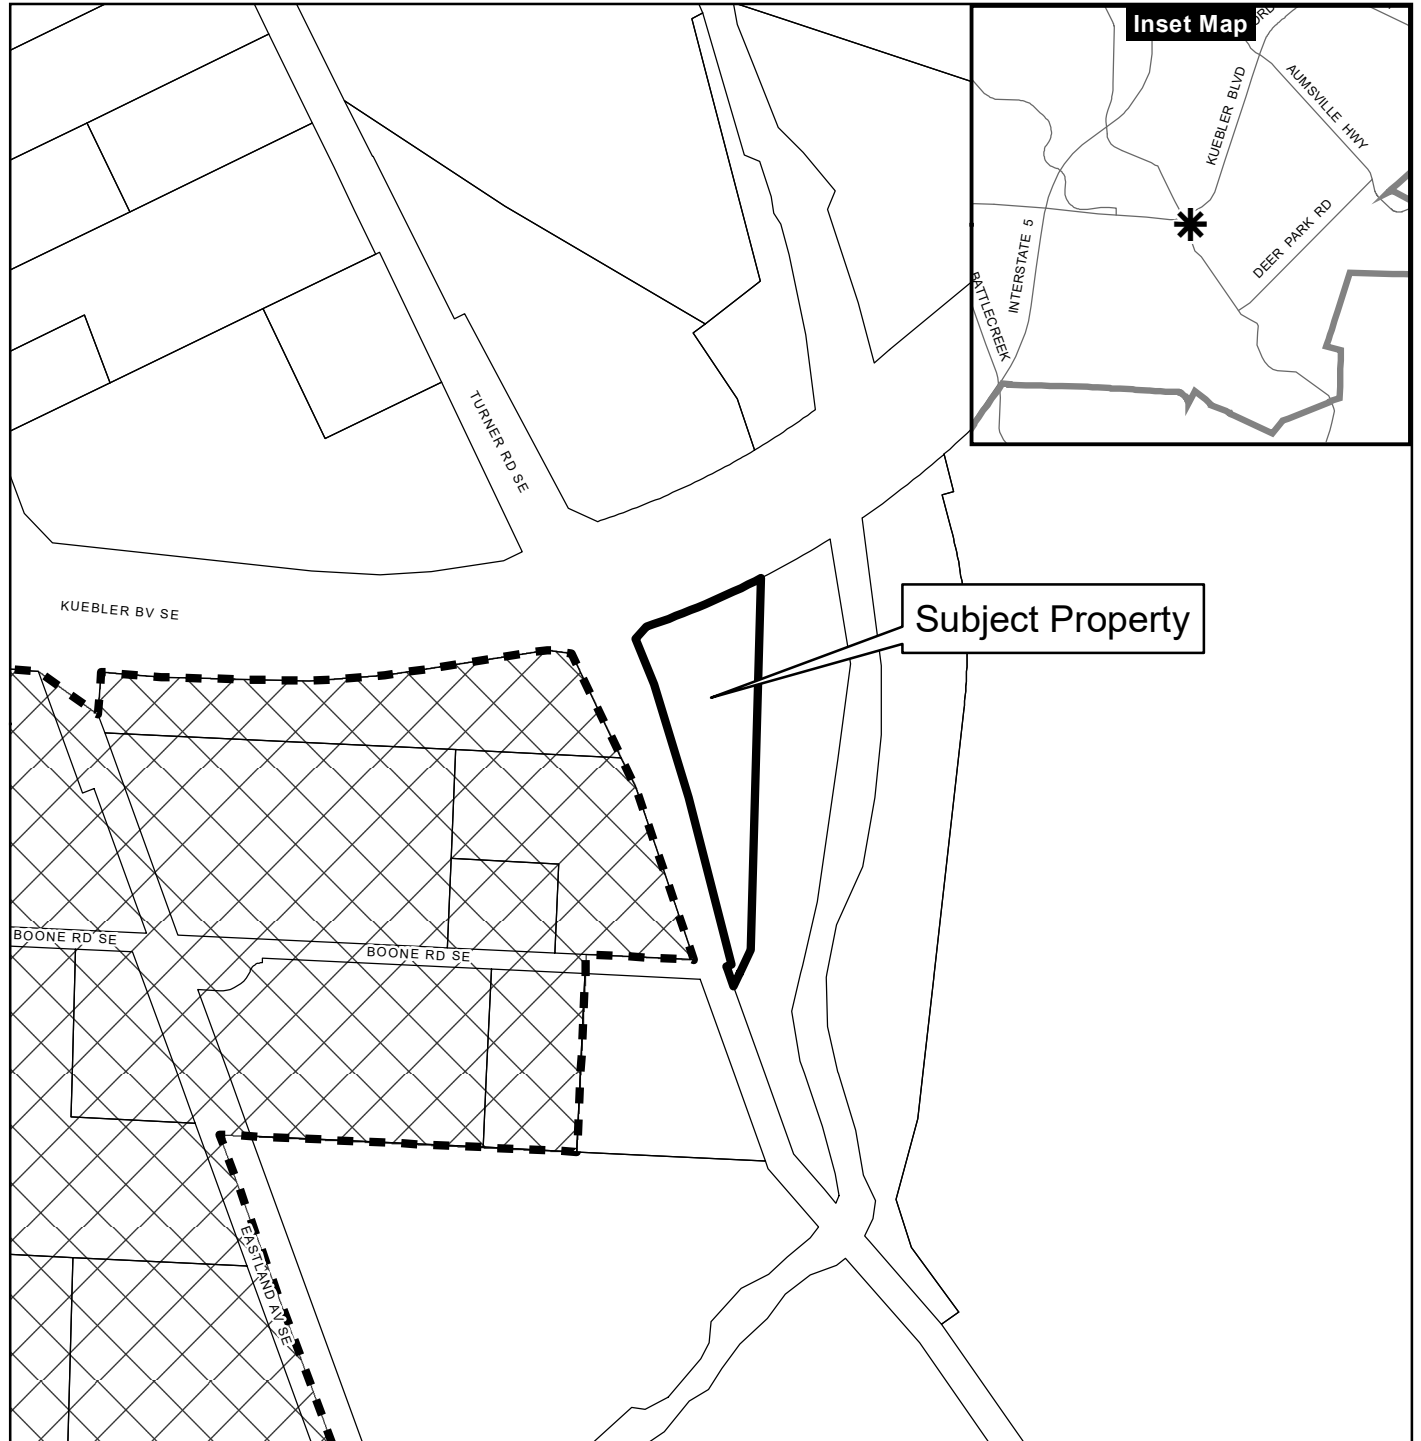 Inset Map
KUEBLER BLVD
AUMSVILLE HWY
DEER PARK RD
INTERSTATE 5
BATTLECREEK
TURNER RD SE
KUEBLER BV SE
Subject Property
BOONE RD SE
BOONE RD SE
EASTLAND AV SE